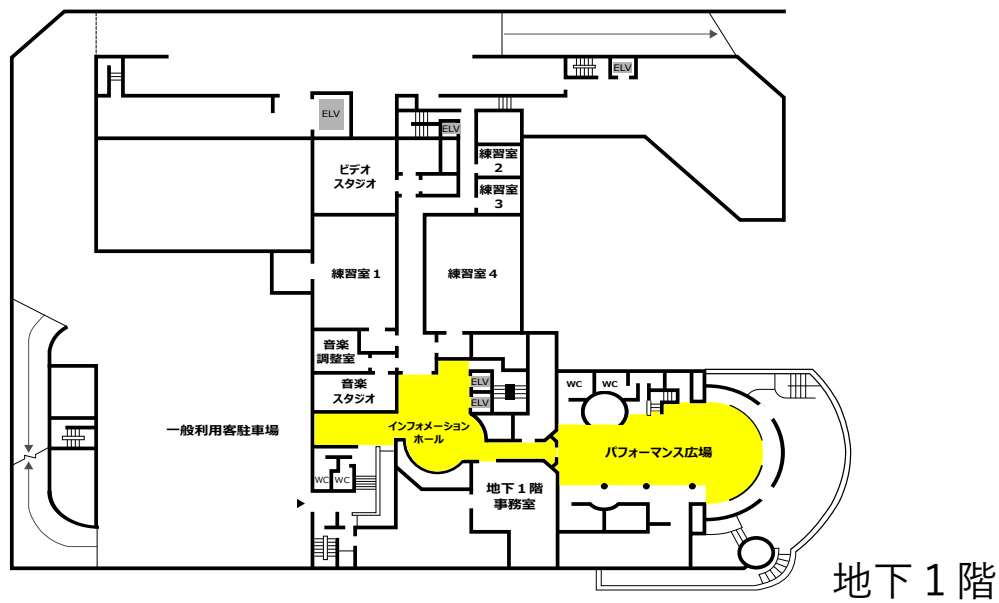 ELV
ELV
ELV
ビデオ
スタジオ
練習室
2
練習室
3
練習室1
練習室4
音楽
調整室
音楽
スタジオ
ELV
ELV
WC
WC
一般利用客駐車場
インフォメーション
ホール
パフォーマンス広場
WC
WC
地下1階
事務室
地下1階